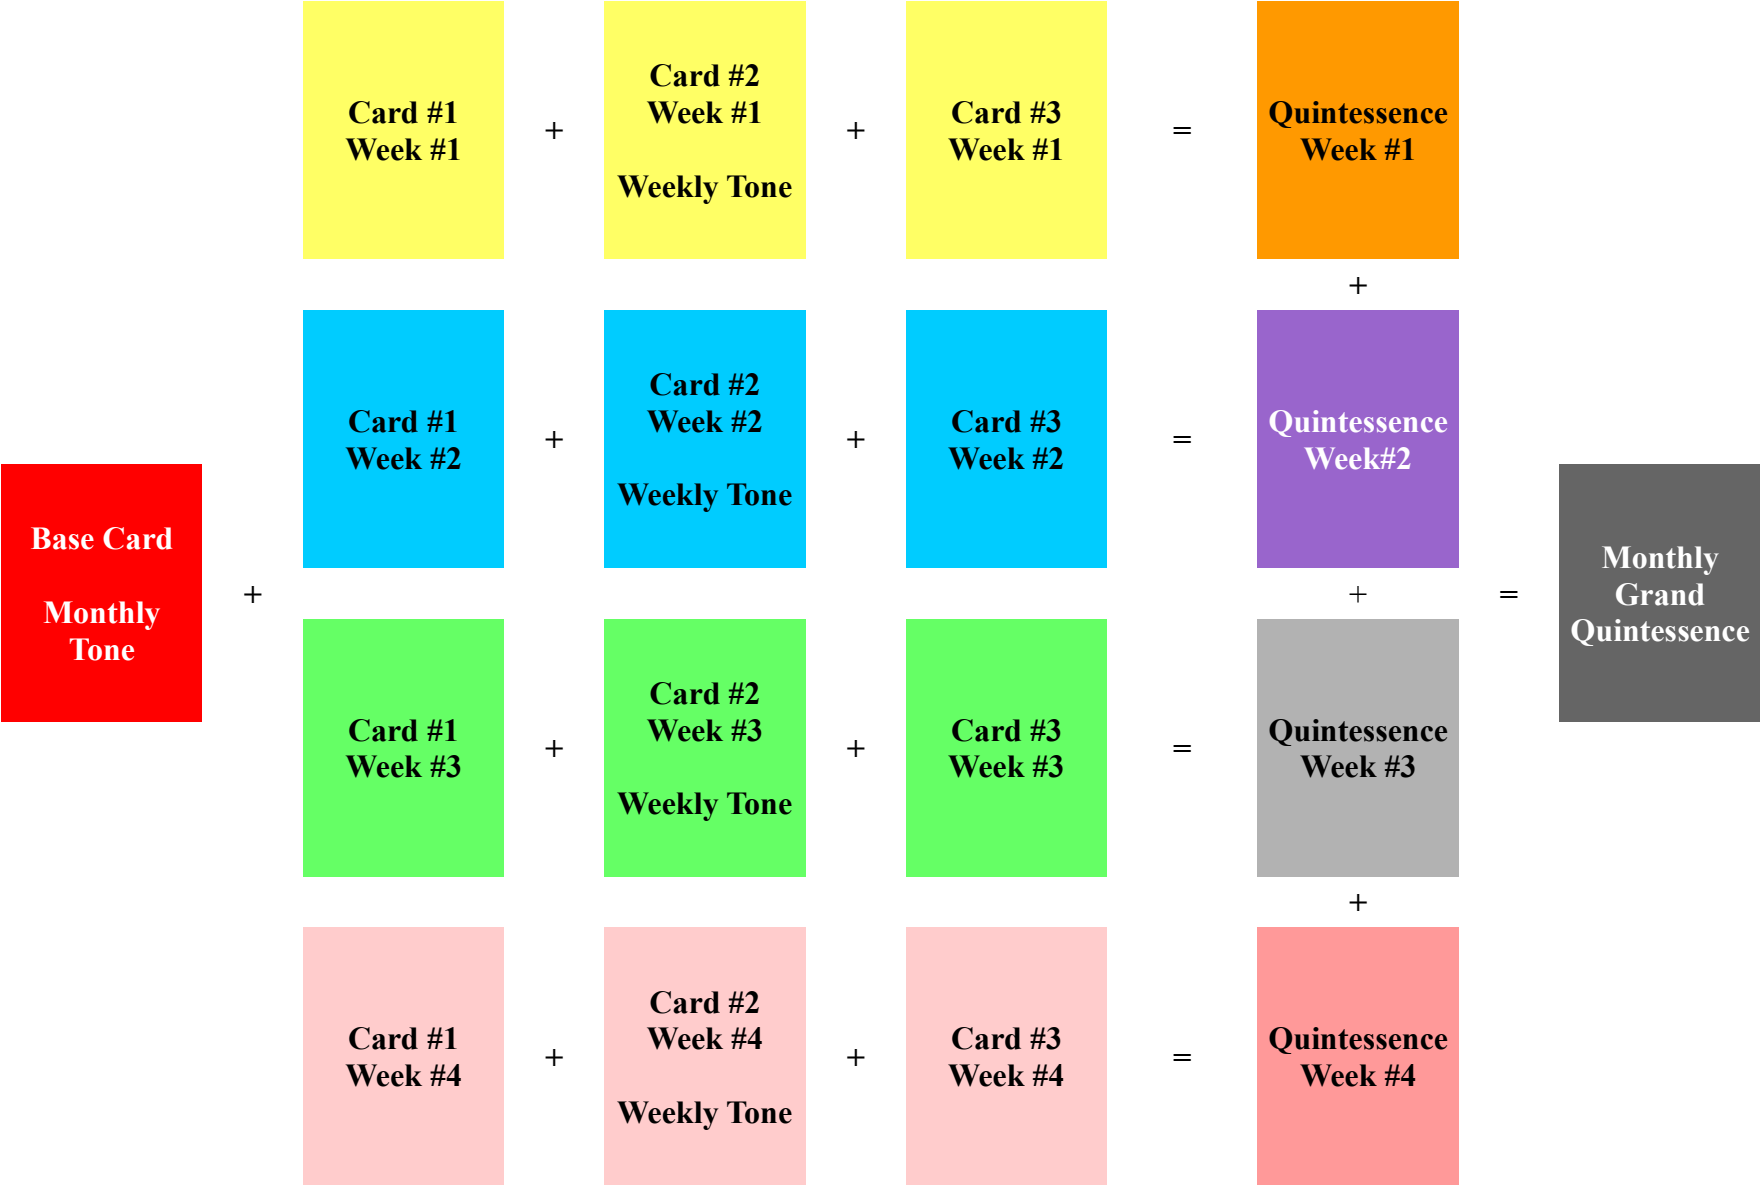 Card #1
Week #1
+
Card #2
Week #1
Weekly Tone
+
Card #3
Week #1
=
Quintessence
Week #1
+
Card #1
Week #2
+
Card #2
Week #2
Weekly Tone
+
Card #3
Week #2
=
Quintessence
Week#2
Base Card
Monthly
Tone
+
+
=
Monthly
Grand
Quintessence
Card #1
Week #3
+
Card #2
Week #3
Weekly Tone
+
Card #3
Week #3
=
Quintessence
Week #3
+
Card #1
Week #4
+
Card #2
Week #4
Weekly Tone
+
Card #3
Week #4
=
Quintessence
Week #4